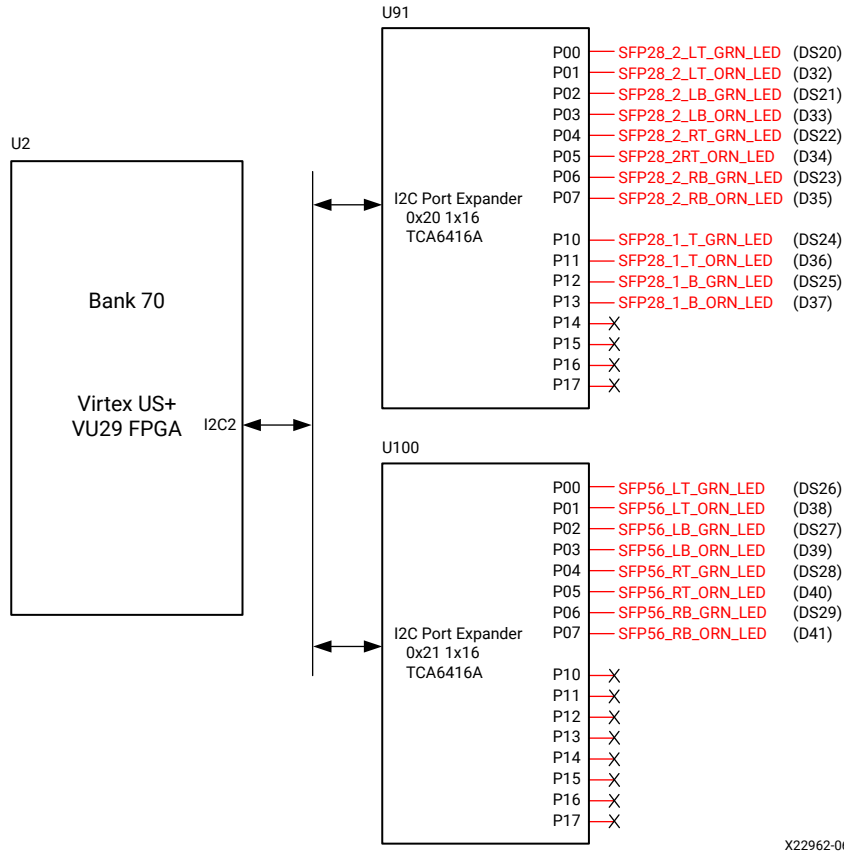 U91
P00 SFP28_2_LT_GRN_LED (DS20)
P01 SFP28_2_LT_ORN_LED (D32)
P02 SFP28_2_LB_GRN_LED (DS21)
P03 SFP28_2_LB_ORN_LED (D33)
P04 SFP28_2_RT_GRN_LED (DS22)
P05 SFP28_2RT_ORN_LED (D34)
P06 SFP28_2_RB_GRN_LED (DS23)
P07 SFP28_2_RB_ORN_LED (D35)
I2C Port Expander
0x20 1x16
TCA6416A
P10 SFP28_1_T_GRN_LED (DS24)
P11 SFP28_1_T_ORN_LED (D36)
P12 SFP28_1_B_GRN_LED (DS25)
P13 SFP28_1_B_ORN_LED (D37)
P14
P15
P16
P17
U2
Bank 70
Virtex US+
VU29 FPGA
I2C2
U100
P00 SFP56_LT_GRN_LED (DS26)
P01 SFP56_LT_ORN_LED (D38)
P02 SFP56_LB_GRN_LED (DS27)
P03 SFP56_LB_ORN_LED (D39)
P04 SFP56_RT_GRN_LED (DS28)
P05 SFP56_RT_ORN_LED (D40)
P06 SFP56_RB_GRN_LED (DS29)
P07 SFP56_RB_ORN_LED (D41)
I2C Port Expander
0x21 1x16
TCA6416A
P10
P11
P12
P13
P14
P15
P16
P17